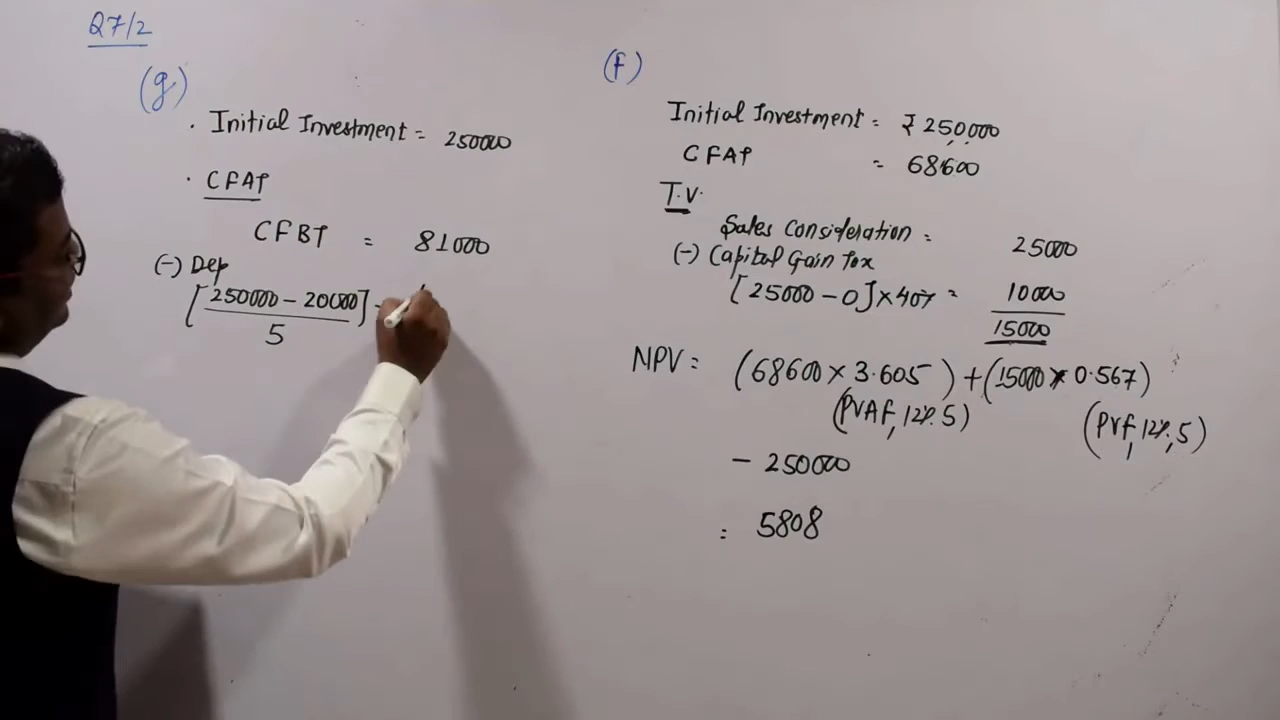 Q7/2
(g)
. Initial Investment = 250000
. CFAT
CFBT = 81000
(-) Dep
[250000 - 20000]
5
(f)
Initial Investment = ₹ 250,000
CFAT = 68600
T.V.
Sales Consideration = 25000
(-) Capital Gain Tax
[25000 - 0] × 40% = 10000
15000
NPV = (68600 × 3.605) + (15000 × 0.567)
(PVAF, 12%, 5) (PVF, 12%, 5)
- 250000
= 5808